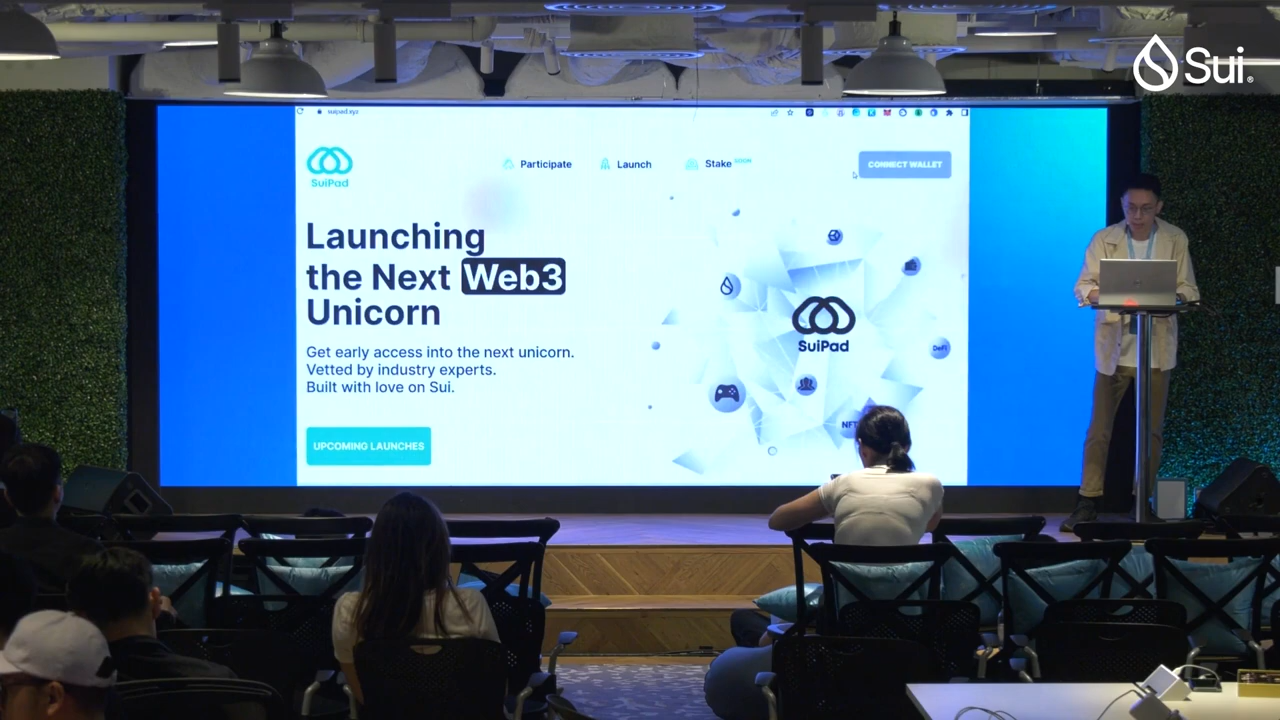 Sui®
suipad.xyz
SuiPad
Participate
Launch
Stake SOON
CONNECT WALLET
Launching
the Next Web3
Unicorn
Get early access into the next unicorn.
Vetted by industry experts.
Built with love on Sui.
UPCOMING LAUNCHES
SuiPad
DeFi
NFT